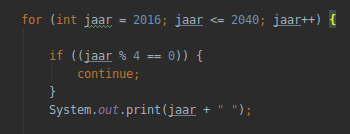 for (int jaar = 2016; jaar <= 2040; jaar++) {
if ((jaar % 4 == 0)) {
continue;
}
System.out.print(jaar + " ");